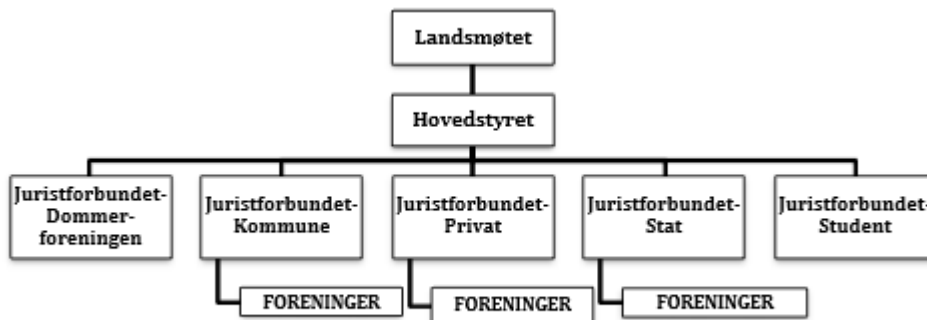 Landsmøtet
Hovedstyret
Juristforbundet-
Dommer-
foreningen
Juristforbundet-
Kommune
Juristforbundet-
Privat
Juristforbundet-
Stat
Juristforbundet-
Student
FORENINGER
FORENINGER
FORENINGER